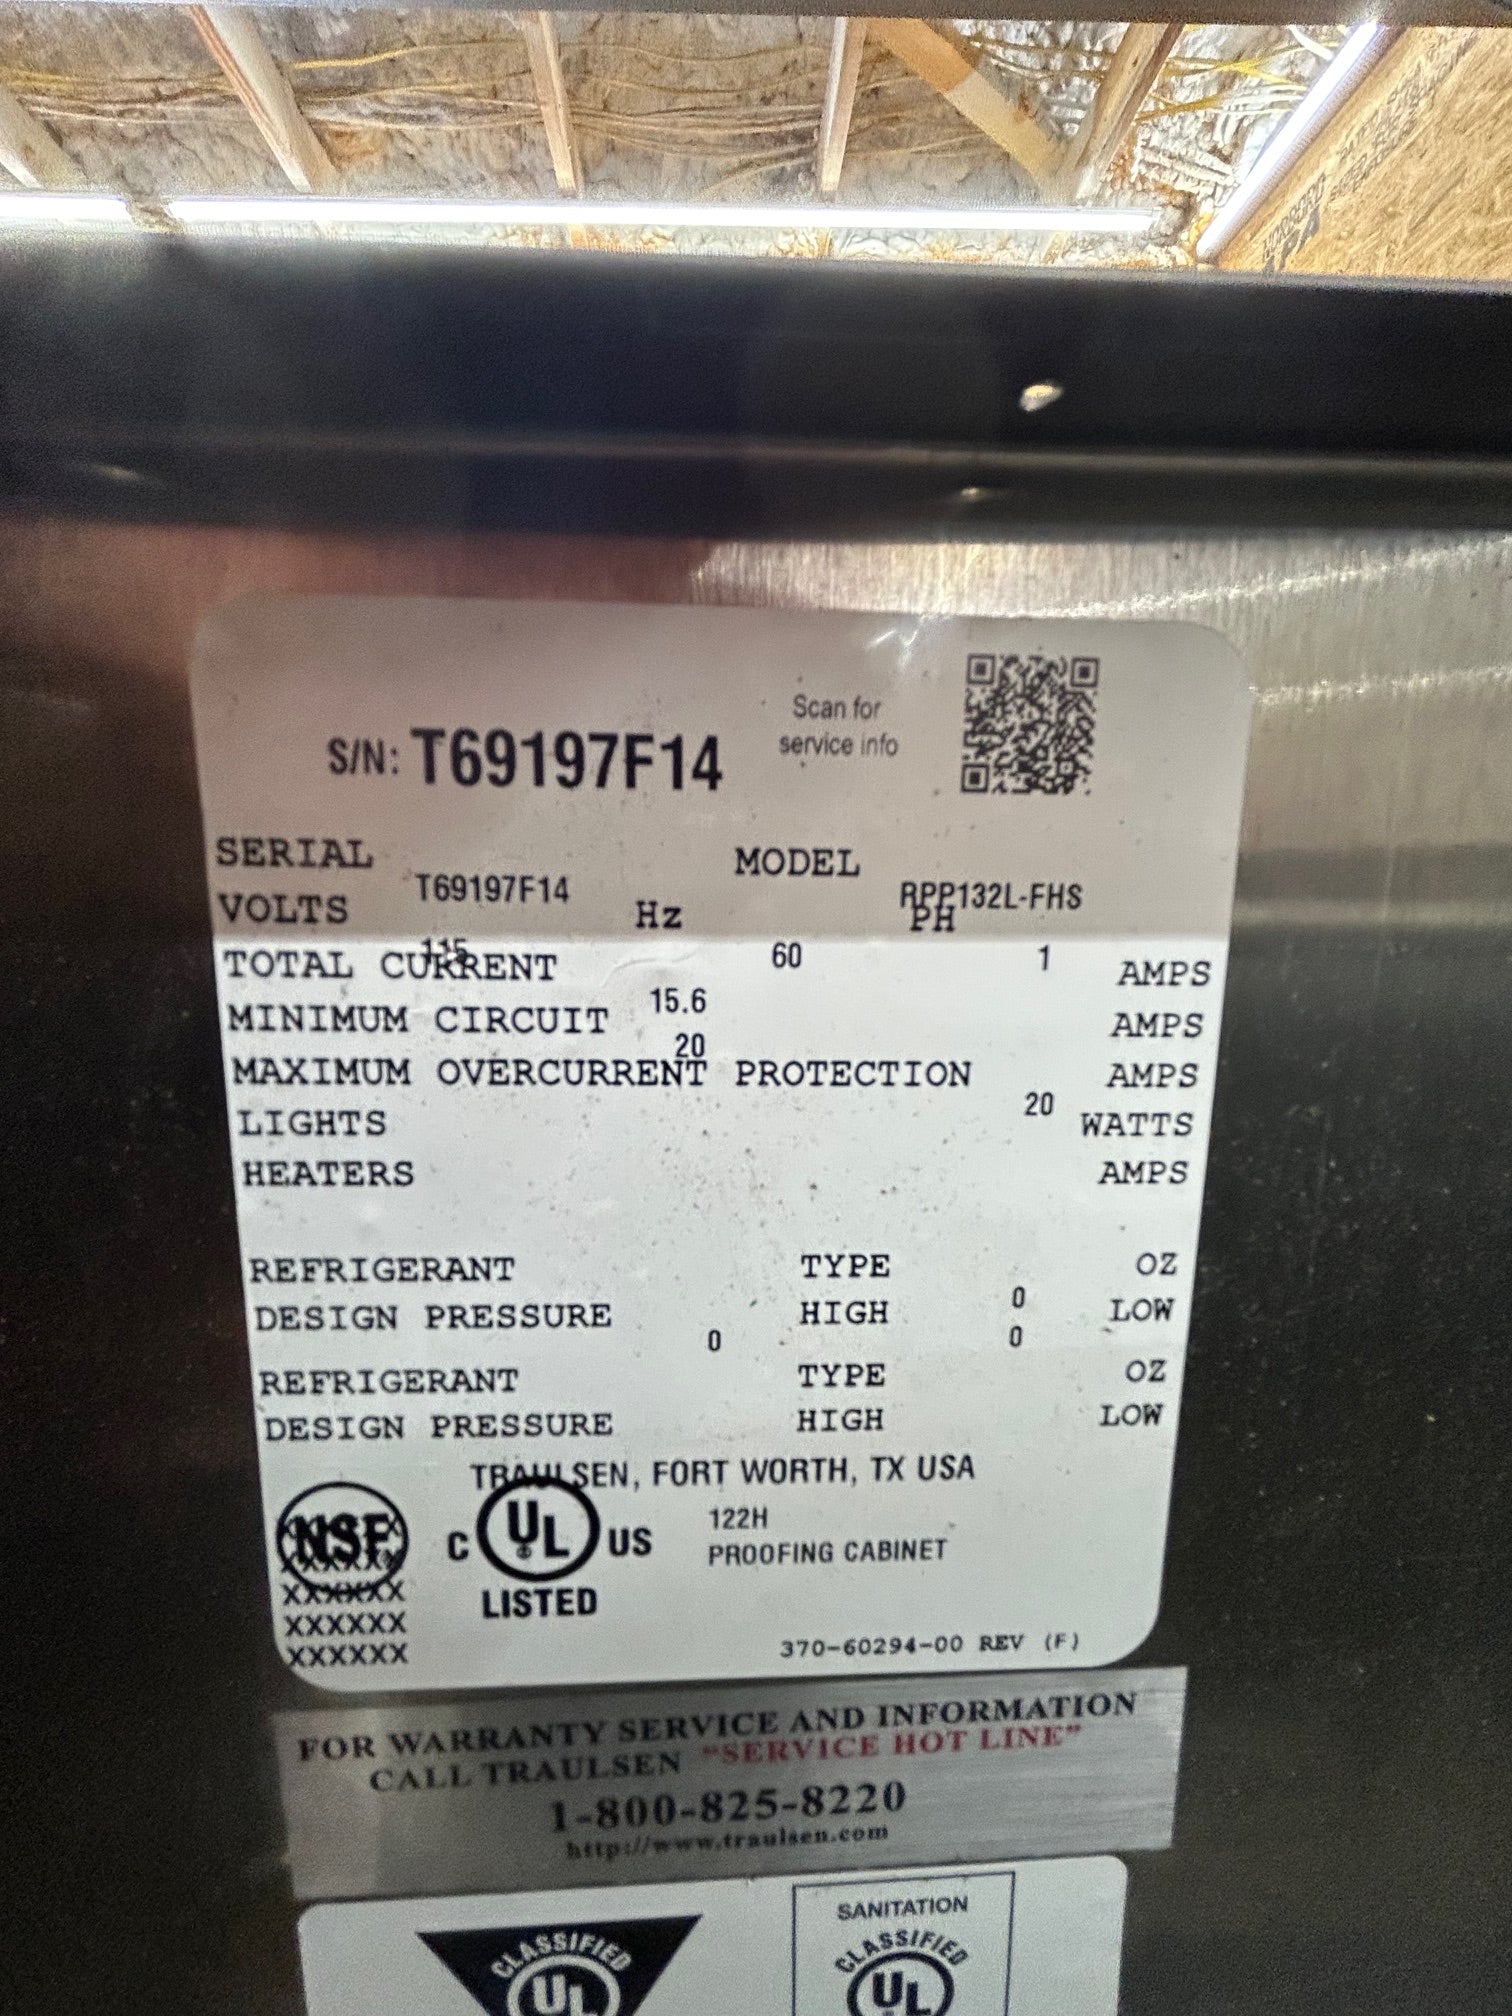 Scan for
service info
S/N: T69197F14
SERIAL T69197F14 MODEL RPP132L-FHS
VOLTS 115 Hz 60 PH 1
TOTAL CURRENT 15.6 AMPS
MINIMUM CIRCUIT 20 AMPS
MAXIMUM OVERCURRENT PROTECTION 20 AMPS
LIGHTS WATTS
HEATERS AMPS
REFRIGERANT TYPE 0 OZ
DESIGN PRESSURE 0 HIGH 0 LOW
REFRIGERANT TYPE OZ
DESIGN PRESSURE HIGH LOW
TRAULSEN, FORT WORTH, TX USA
NSF
XXXXXX
XXXXXX
XXXXXX
XXXXXX
XXXXXX
C UL US
LISTED
122H
PROOFING CABINET
370-60294-00 REV (F)
FOR WARRANTY SERVICE AND INFORMATION
CALL TRAULSEN "SERVICE HOT LINE"
1-800-825-8220
http://www.traulsen.com
CLASSIFIED
UL
SANITATION
CLASSIFIED
UL